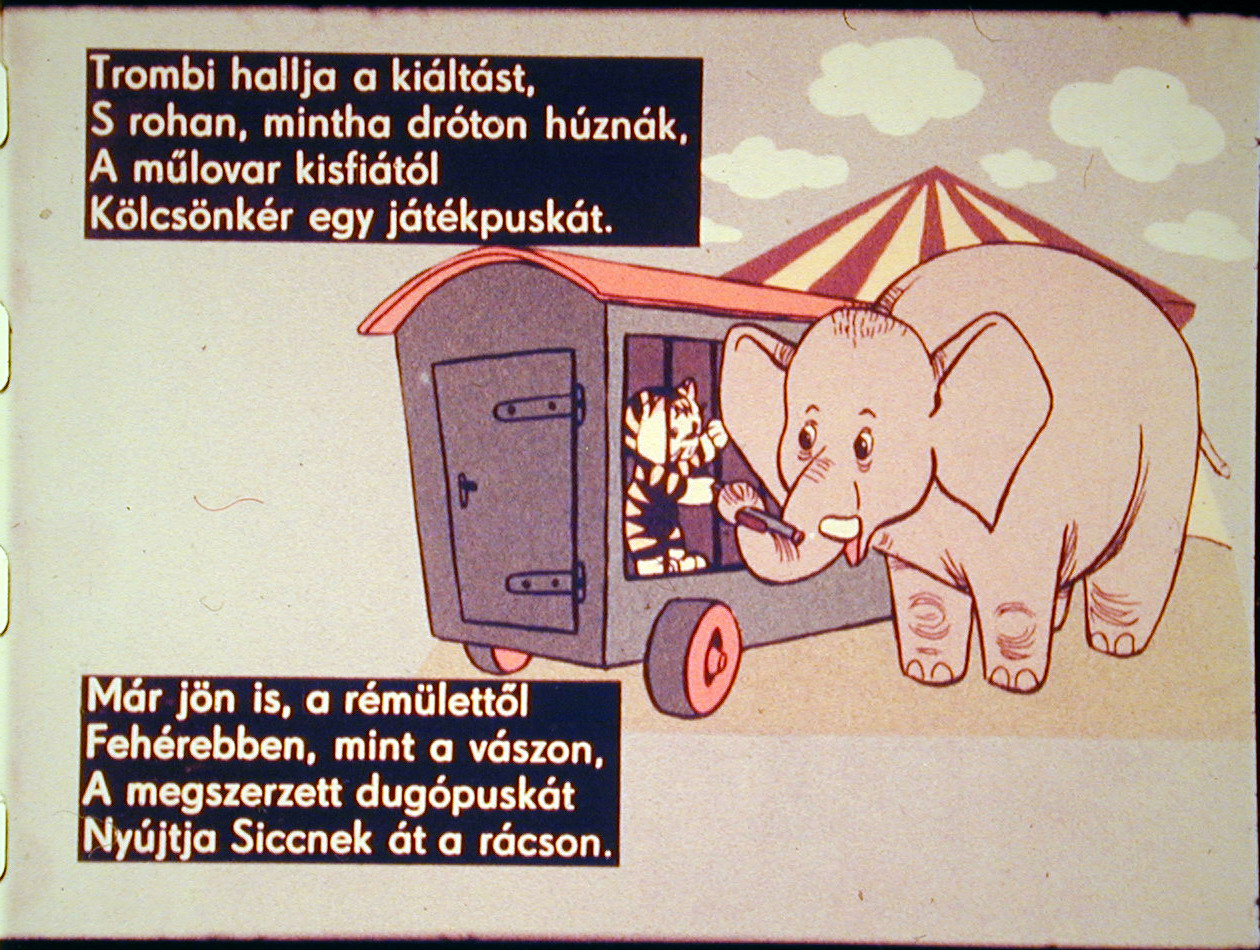 Trombi hallja a kiáltást,
S rohan, mintha dróton húznák,
A műlovar kisfiától
Kölcsönkér egy játékpuskát.
Már jön is, a rémülettől
Fehérebben, mint a vászon,
A megszerzett dugópuskát
Nyújtja Siccnek át a rácson.